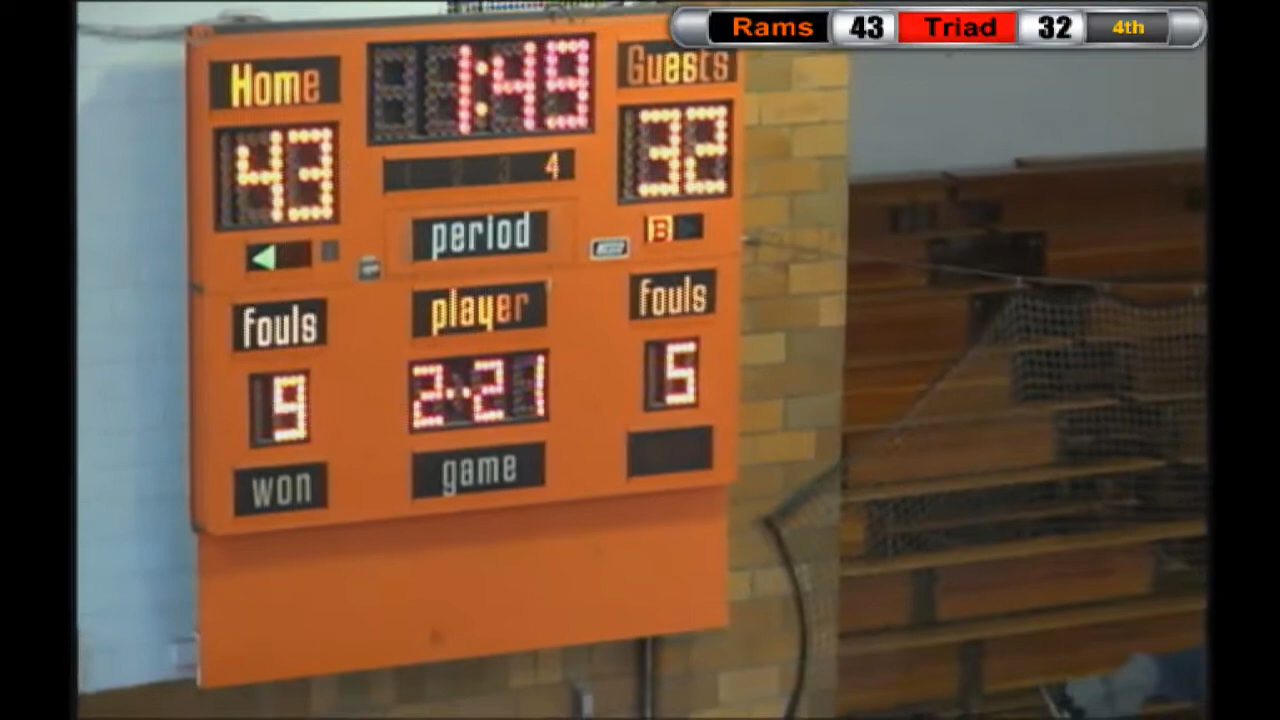 Rams 43 Triad 32 4th
Home 1:49 Guests
43 32
4
period B
fouls player fouls
9 2-21 5
won game